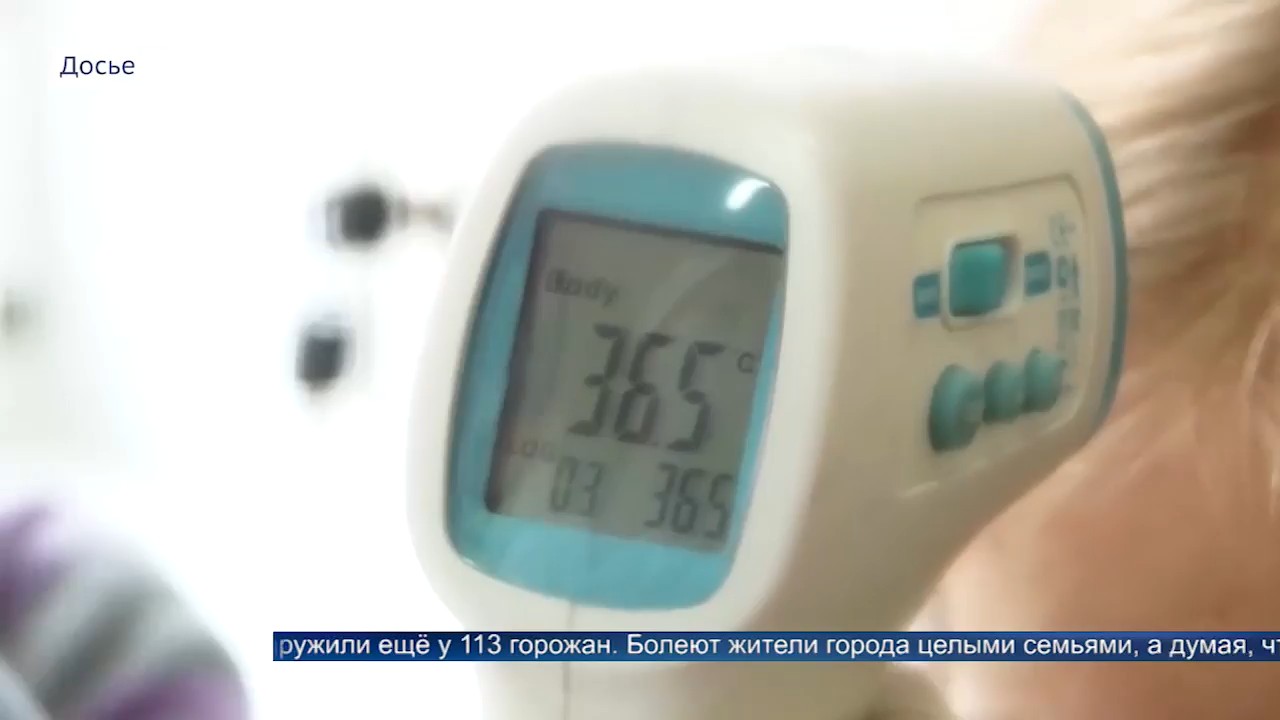 Досье
Body
36.5 °C
03 36.5
ружили ещё у 113 горожан. Болеют жители города целыми семьями, а думая, чт